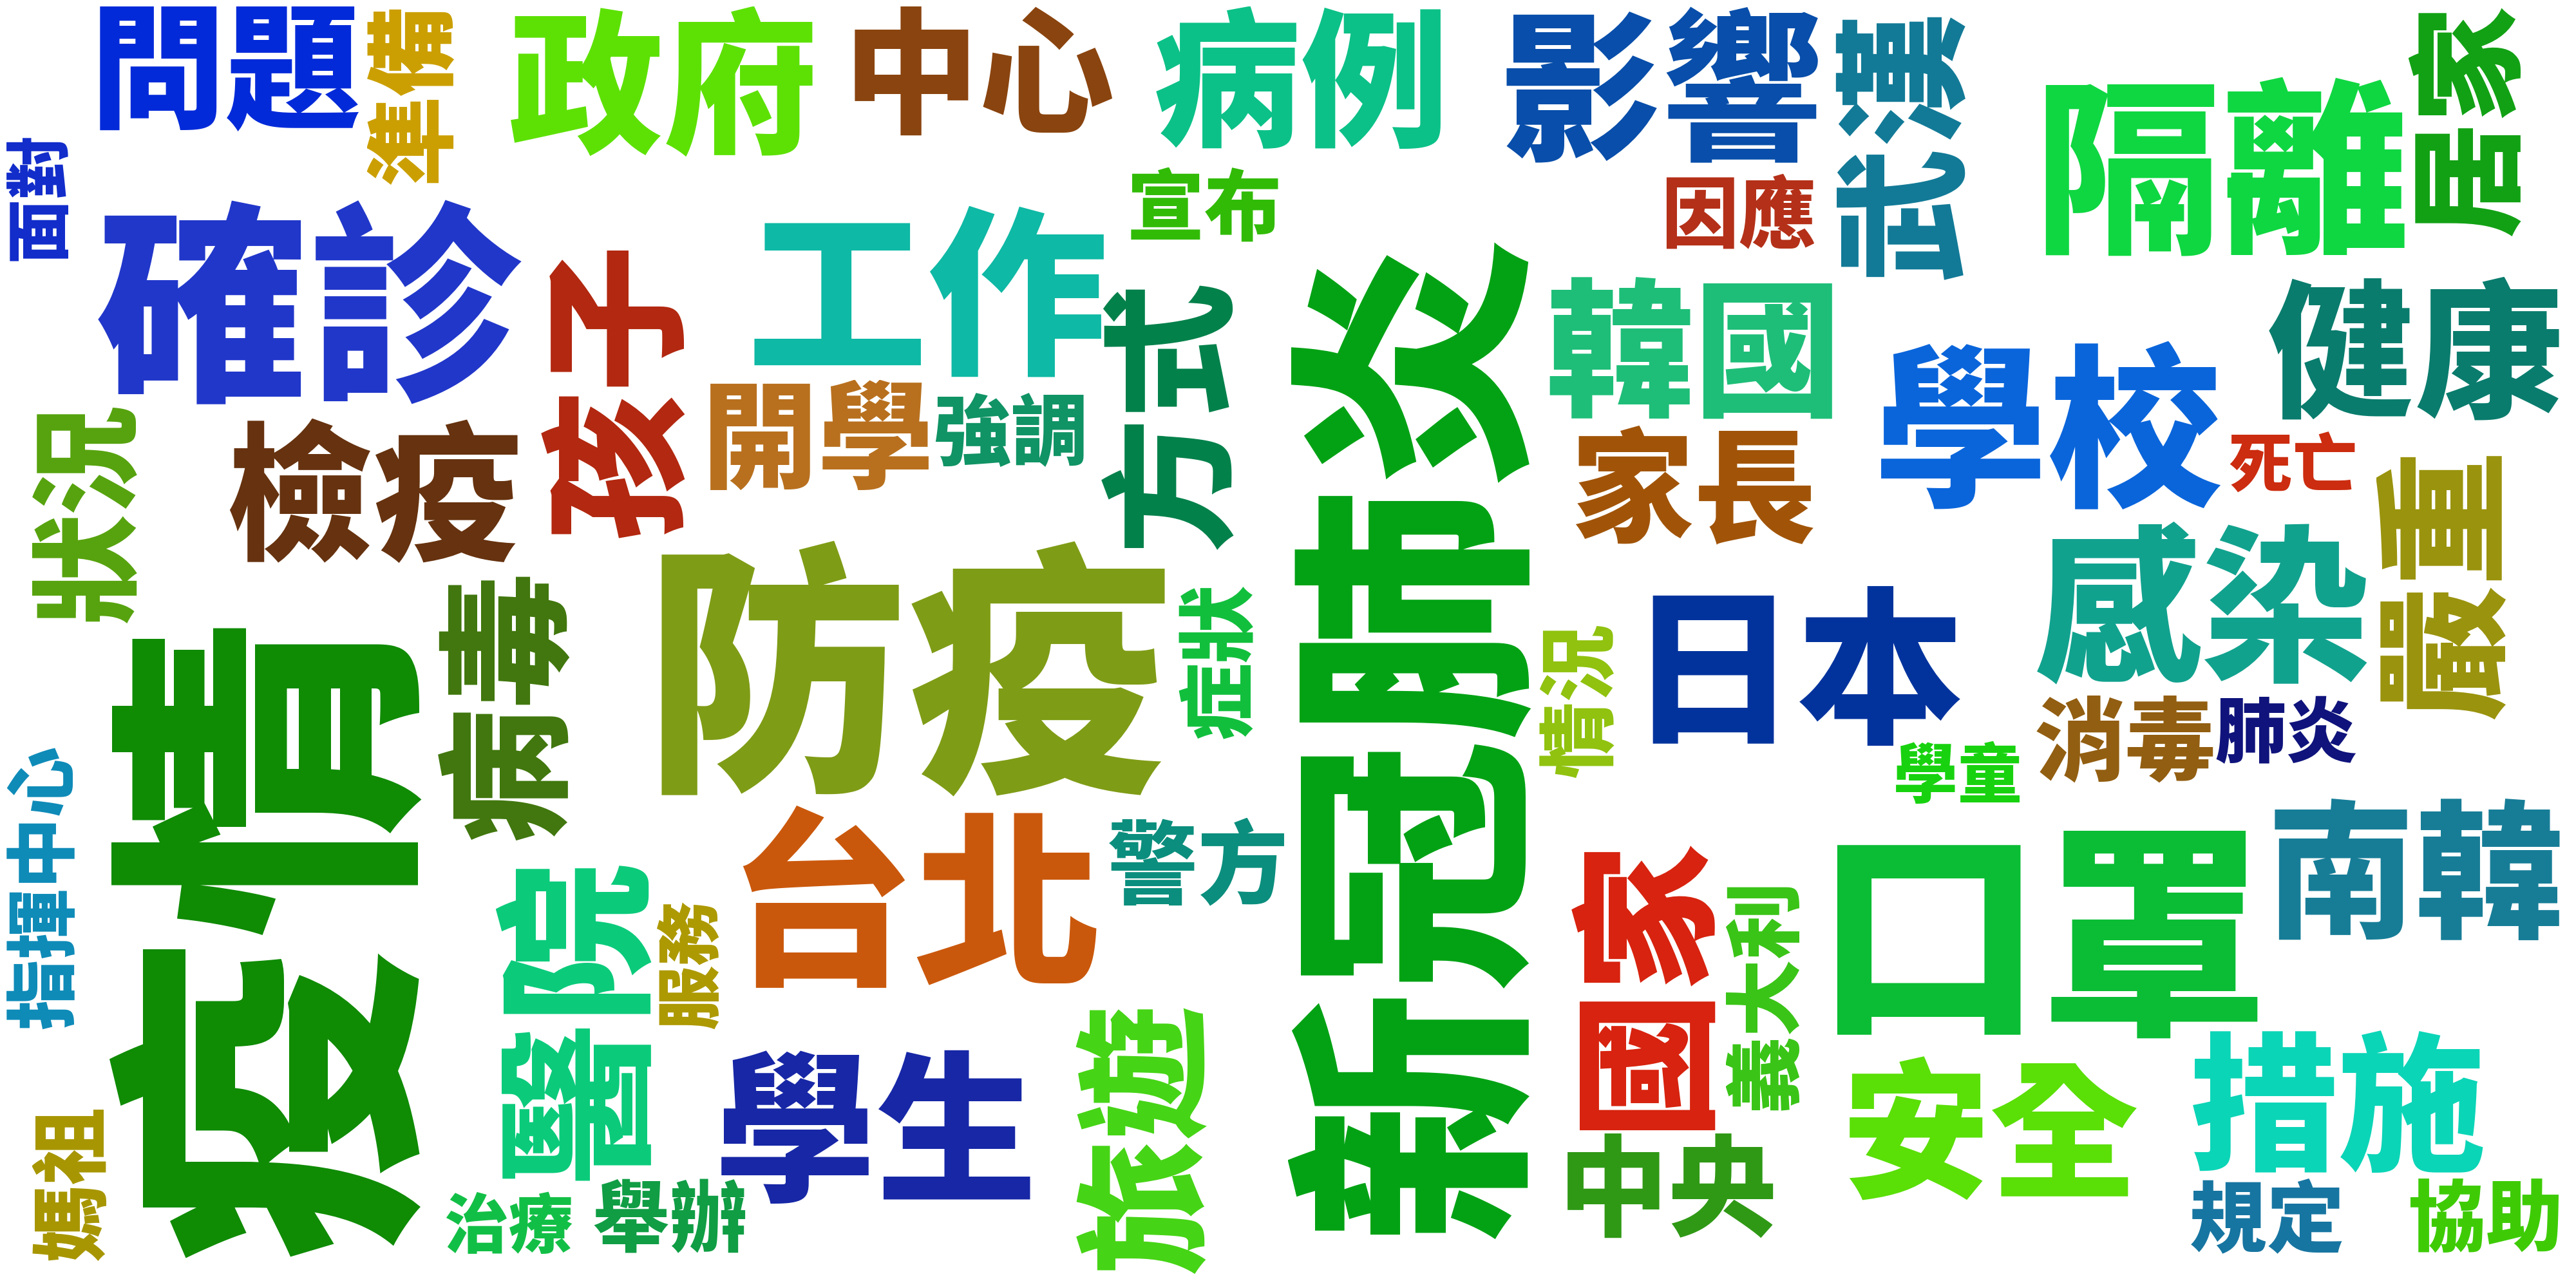 問題
準備
政府
中心
病例
影響
武漢
隔離
居家
面對
宣布
因應
確診
孩子
工作
方式
新冠肺炎
韓國
健康
學校
開學
強調
狀況
檢疫
家長
死亡
嚴重
防疫
感染
病毒
症狀
情況
日本
疫情
消毒
肺炎
學童
指揮中心
台北
警方
口罩
南韓
醫院
服務
國家
義大利
旅遊
學生
安全
措施
媽祖
中央
治療
舉辦
規定
協助